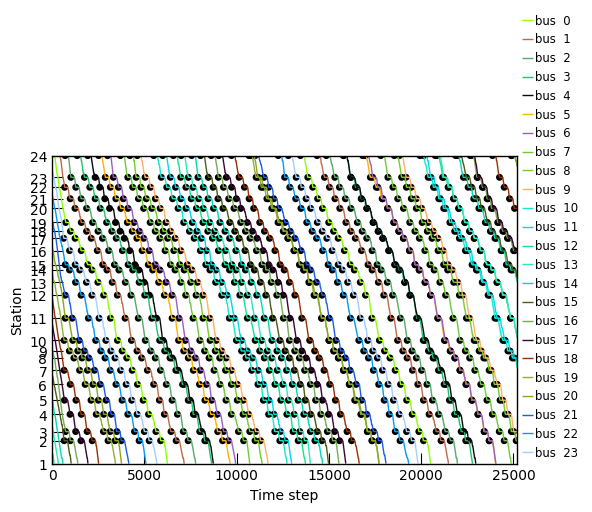 bus 0
bus 1
bus 2
bus 3
bus 4
bus 5
bus 6
bus 7
bus 8
bus 9
bus 10
bus 11
bus 12
bus 13
bus 14
bus 15
bus 16
bus 17
bus 18
bus 19
bus 20
bus 21
bus 22
bus 23
24
23
22
21
20
19
18
17
16
15
14
13
12
11
10
9
8
7
6
5
4
3
2
1
Station
0 5000 10000 15000 20000 25000
Time step